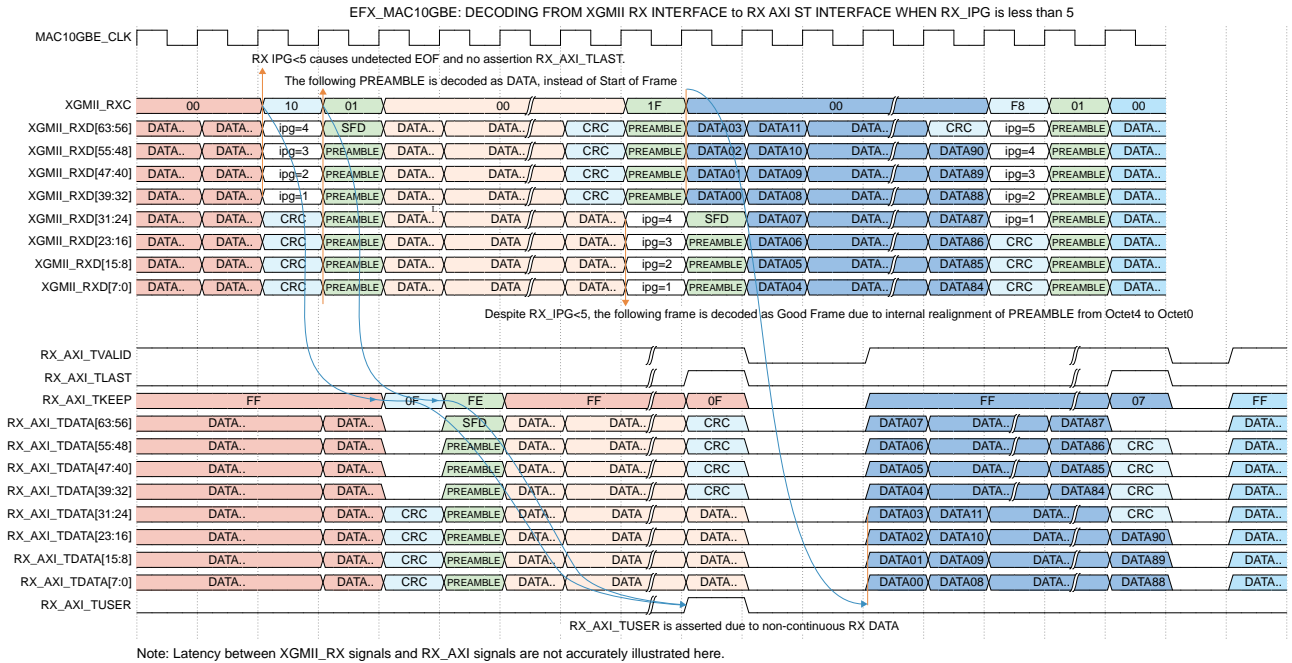 EFX_MAC10GBE: DECODING FROM XGMII RX INTERFACE to RX AXI ST INTERFACE WHEN RX_IPG is less than 5
MAC10GBE_CLK
RX IPG<5 causes undetected EOF and no assertion RX_AXI_TLAST.
The following PREAMBLE is decoded as DATA, instead of Start of Frame
XGMII_RXC 00 10 01 00 1F 00 F8 01 00
XGMII_RXD[63:56] DATA.. DATA.. ipg=4 SFD DATA.. DATA.. CRC PREAMBLE DATA03 DATA11 DATA.. CRC ipg=5 PREAMBLE DATA..
XGMII_RXD[55:48] DATA.. DATA.. ipg=3 PREAMBLE DATA.. DATA.. CRC PREAMBLE DATA02 DATA10 DATA.. DATA90 ipg=4 PREAMBLE DATA..
XGMII_RXD[47:40] DATA.. DATA.. ipg=2 PREAMBLE DATA.. DATA.. CRC PREAMBLE DATA01 DATA09 DATA.. DATA89 ipg=3 PREAMBLE DATA..
XGMII_RXD[39:32] DATA.. DATA.. ipg=1 PREAMBLE DATA.. DATA.. CRC PREAMBLE DATA00 DATA08 DATA.. DATA88 ipg=2 PREAMBLE DATA..
XGMII_RXD[31:24] DATA.. DATA.. CRC PREAMBLE DATA.. DATA DATA.. ipg=4 SFD DATA07 DATA.. DATA87 ipg=1 PREAMBLE DATA..
XGMII_RXD[23:16] DATA.. DATA.. CRC PREAMBLE DATA.. DATA DATA.. ipg=3 PREAMBLE DATA06 DATA.. DATA86 CRC PREAMBLE DATA..
XGMII_RXD[15:8] DATA.. DATA.. CRC PREAMBLE DATA.. DATA DATA.. ipg=2 PREAMBLE DATA05 DATA.. DATA85 CRC PREAMBLE DATA..
XGMII_RXD[7:0] DATA.. DATA.. CRC PREAMBLE DATA.. DATA DATA.. ipg=1 PREAMBLE DATA04 DATA.. DATA84 CRC PREAMBLE DATA..
Despite RX_IPG<5, the following frame is decoded as Good Frame due to internal realignment of PREAMBLE from Octet4 to Octet0
RX_AXI_TVALID
RX_AXI_TLAST
RX_AXI_TKEEP FF 0F FE FF 0F FF 07 FF
RX_AXI_TDATA[63:56] DATA.. DATA.. SFD DATA.. DATA.. CRC DATA07 DATA.. DATA87 DATA..
RX_AXI_TDATA[55:48] DATA.. DATA.. PREAMBLE DATA.. DATA.. CRC DATA06 DATA.. DATA86 CRC DATA..
RX_AXI_TDATA[47:40] DATA.. DATA.. PREAMBLE DATA.. DATA.. CRC DATA05 DATA.. DATA85 CRC DATA..
RX_AXI_TDATA[39:32] DATA.. DATA.. PREAMBLE DATA.. DATA.. CRC DATA04 DATA.. DATA84 CRC DATA..
RX_AXI_TDATA[31:24] DATA.. DATA.. CRC PREAMBLE DATA.. DATA DATA.. DATA03 DATA11 DATA.. CRC DATA..
RX_AXI_TDATA[23:16] DATA.. DATA.. CRC PREAMBLE DATA.. DATA DATA.. DATA02 DATA10 DATA.. DATA90 DATA..
RX_AXI_TDATA[15:8] DATA.. DATA.. CRC PREAMBLE DATA.. DATA DATA.. DATA01 DATA09 DATA.. DATA89 DATA..
RX_AXI_TDATA[7:0] DATA.. DATA.. CRC PREAMBLE DATA.. DATA DATA.. DATA00 DATA08 DATA.. DATA88 DATA..
RX_AXI_TUSER
RX_AXI_TUSER is asserted due to non-continuous RX DATA
Note: Latency between XGMII_RX signals and RX_AXI signals are not accurately illustrated here.